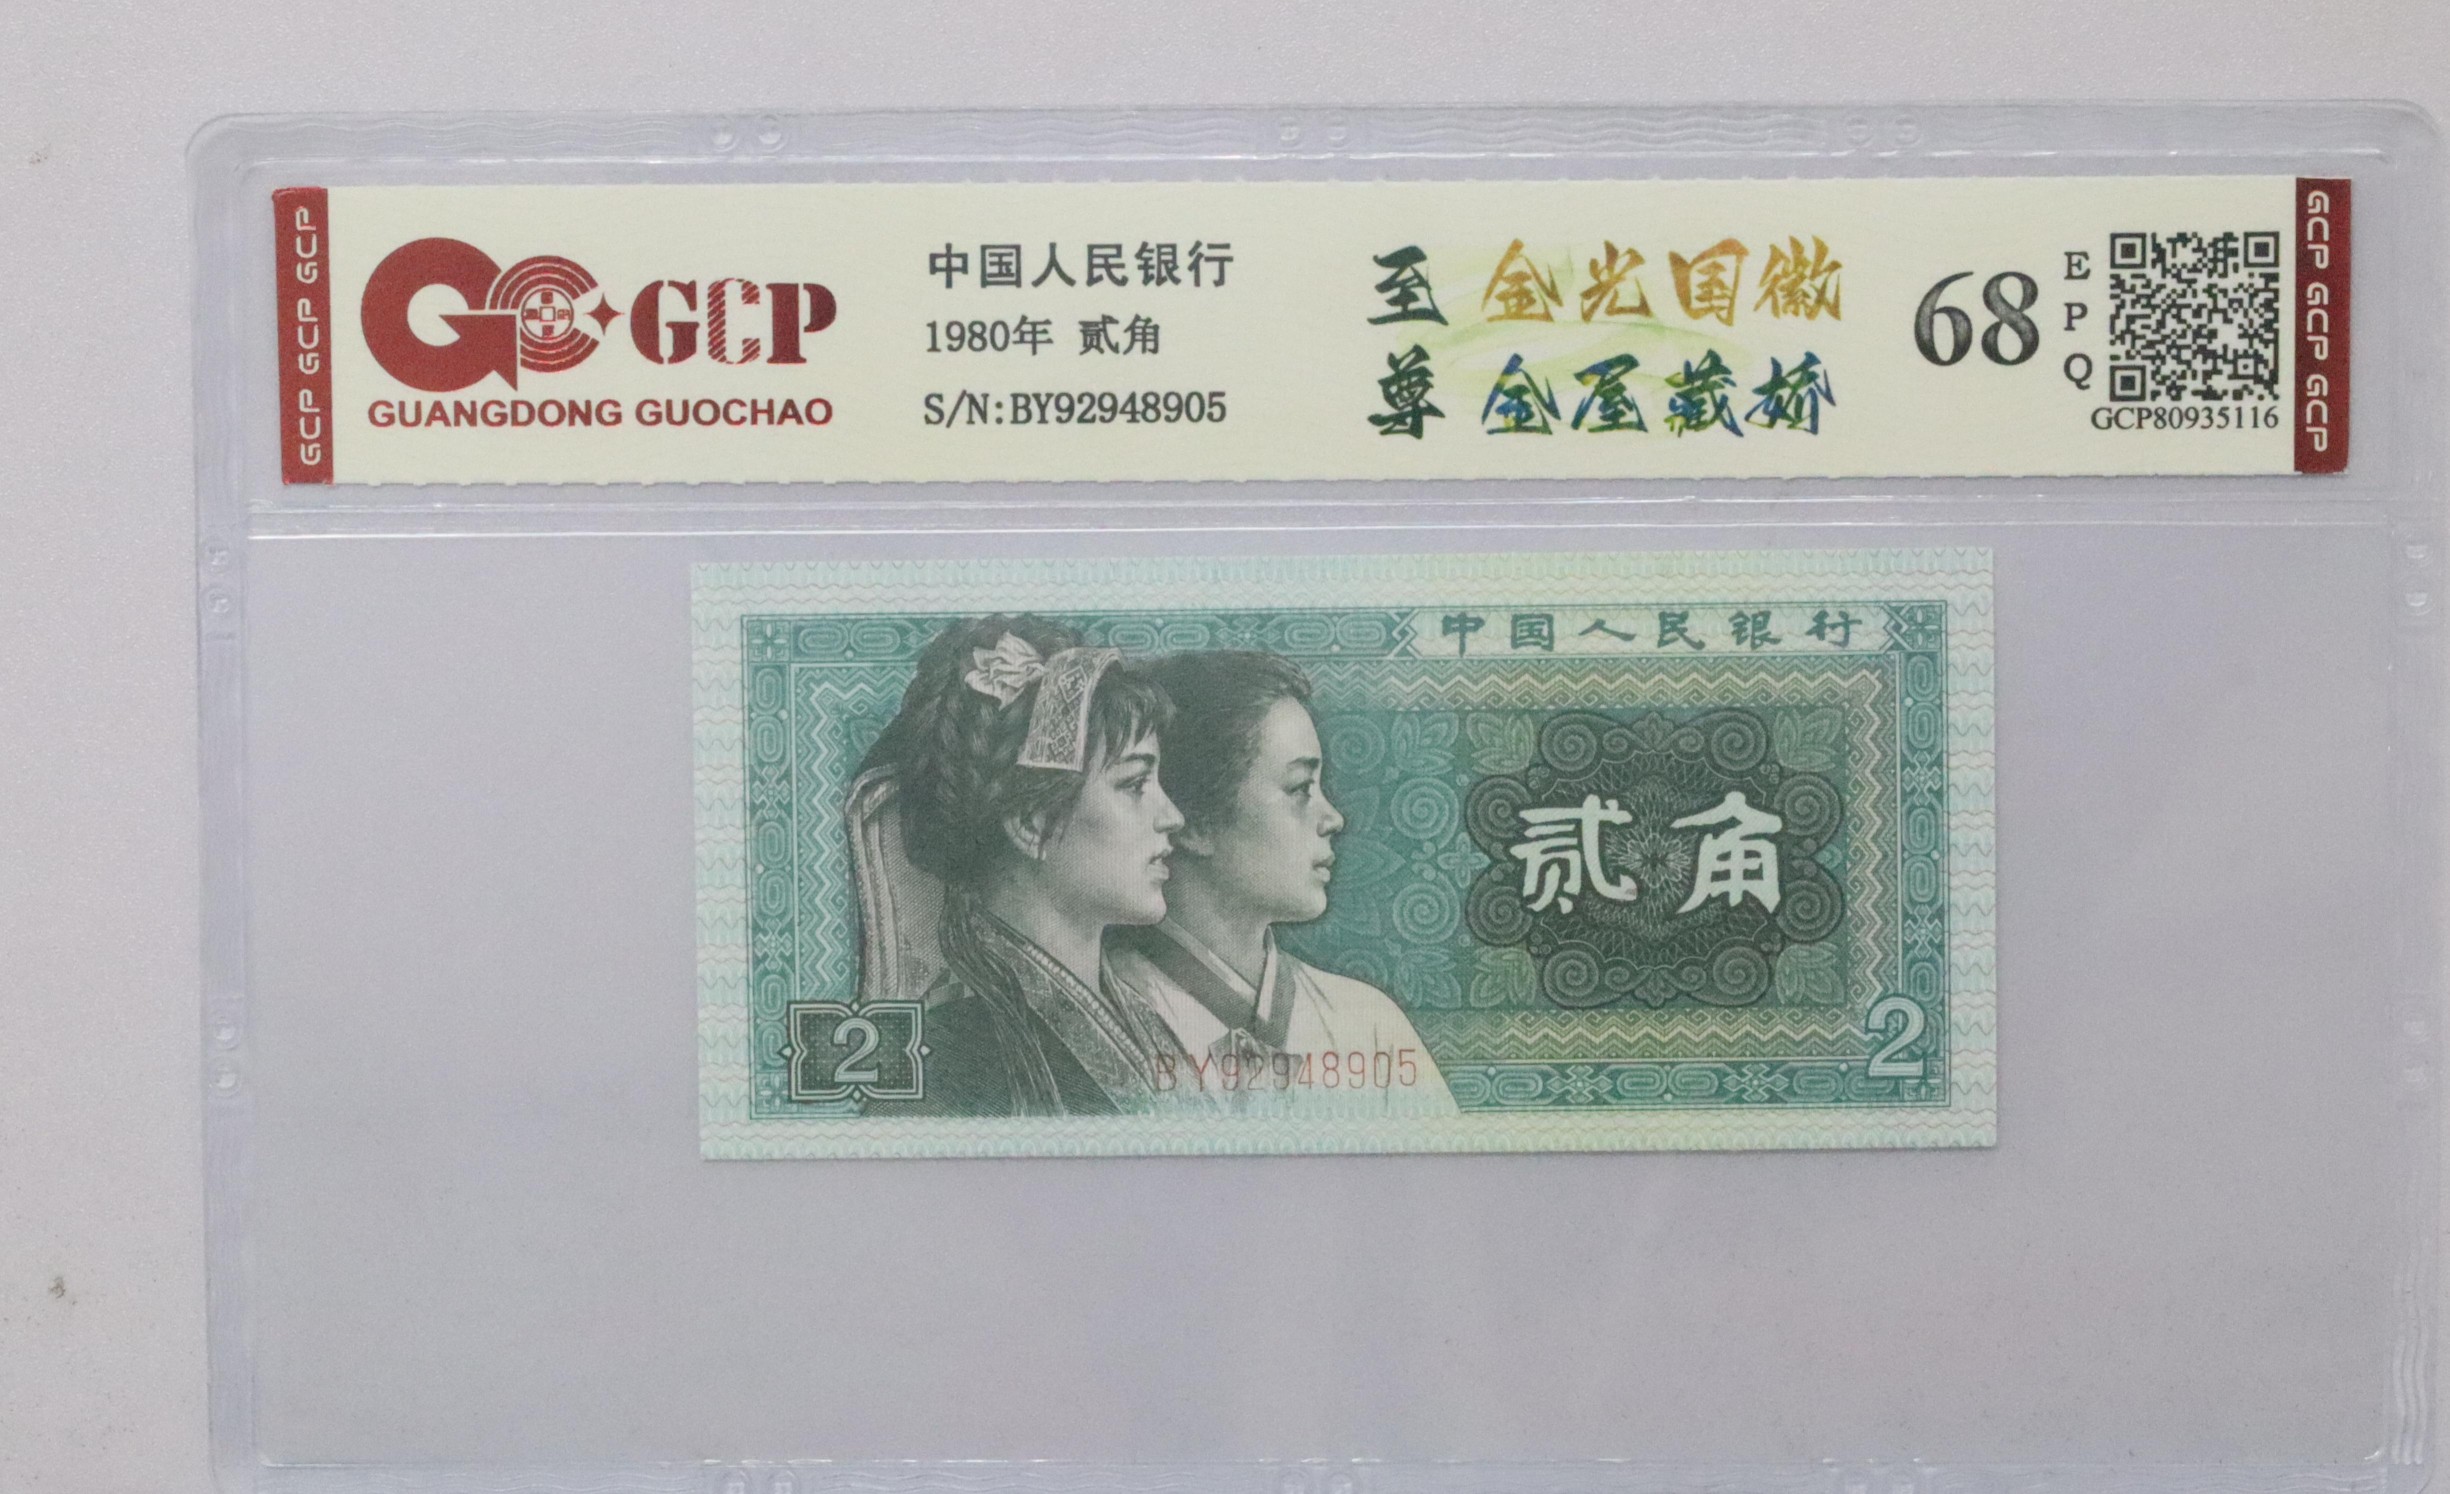 GCP GCP GCP
GCP
GUANGDONG GUOCHAO
中国人民银行
1980年 贰角
S/N:BY92948905
至尊
金光国徽
金屋藏娇
68
EPQ
GCP80935116
GCP GCP GCP
中国人民银行
贰角
2
BY92948905
2